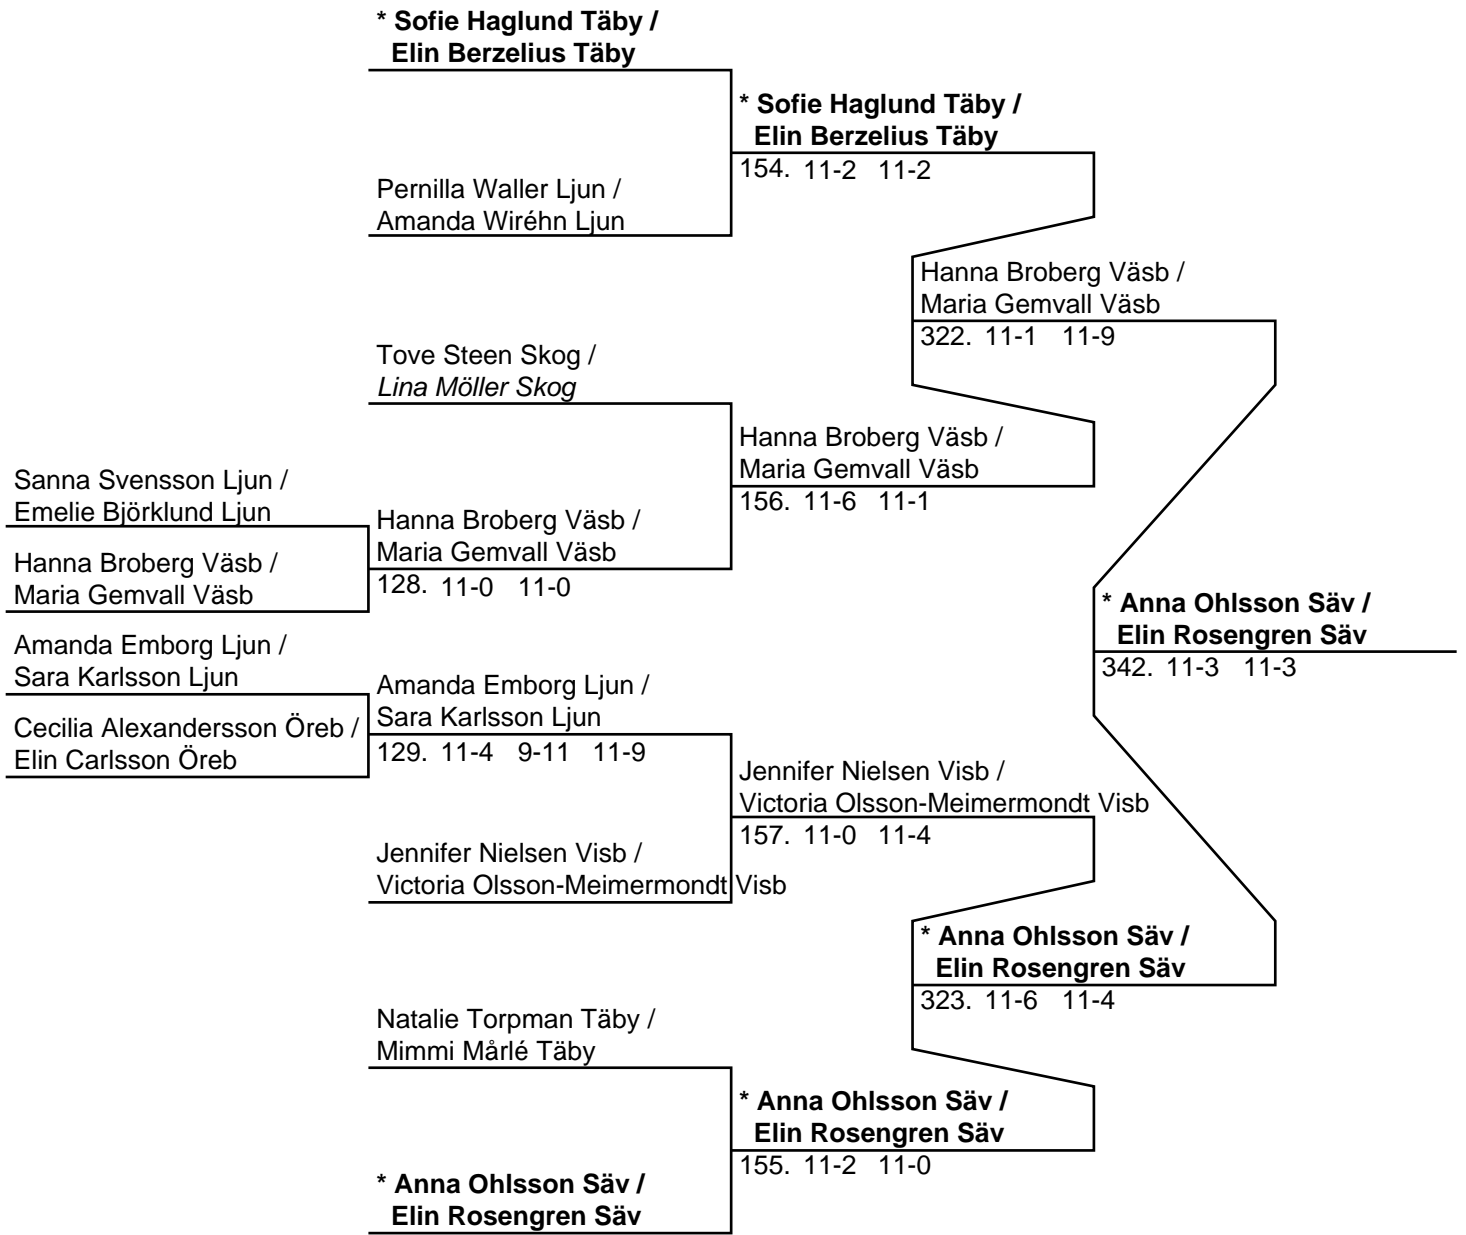 * Sofie Haglund Täby /
Elin Berzelius Täby
* Sofie Haglund Täby /
Elin Berzelius Täby
154. 11-2 11-2
Pernilla Waller Ljun /
Amanda Wiréhn Ljun
Hanna Broberg Väsb /
Maria Gemvall Väsb
322. 11-1 11-9
Tove Steen Skog /
Lina Möller Skog
Hanna Broberg Väsb /
Maria Gemvall Väsb
156. 11-6 11-1
Sanna Svensson Ljun /
Emelie Björklund Ljun
Hanna Broberg Väsb /
Maria Gemvall Väsb
128. 11-0 11-0
Hanna Broberg Väsb /
Maria Gemvall Väsb
* Anna Ohlsson Säv /
Elin Rosengren Säv
342. 11-3 11-3
Amanda Emborg Ljun /
Sara Karlsson Ljun
Amanda Emborg Ljun /
Sara Karlsson Ljun
129. 11-4 9-11 11-9
Cecilia Alexandersson Öreb /
Elin Carlsson Öreb
Jennifer Nielsen Visb /
Victoria Olsson-Meimermondt Visb
157. 11-0 11-4
Jennifer Nielsen Visb /
Victoria Olsson-Meimermondt Visb
* Anna Ohlsson Säv /
Elin Rosengren Säv
323. 11-6 11-4
Natalie Torpman Täby /
Mimmi Mårlé Täby
* Anna Ohlsson Säv /
Elin Rosengren Säv
155. 11-2 11-0
* Anna Ohlsson Säv /
Elin Rosengren Säv